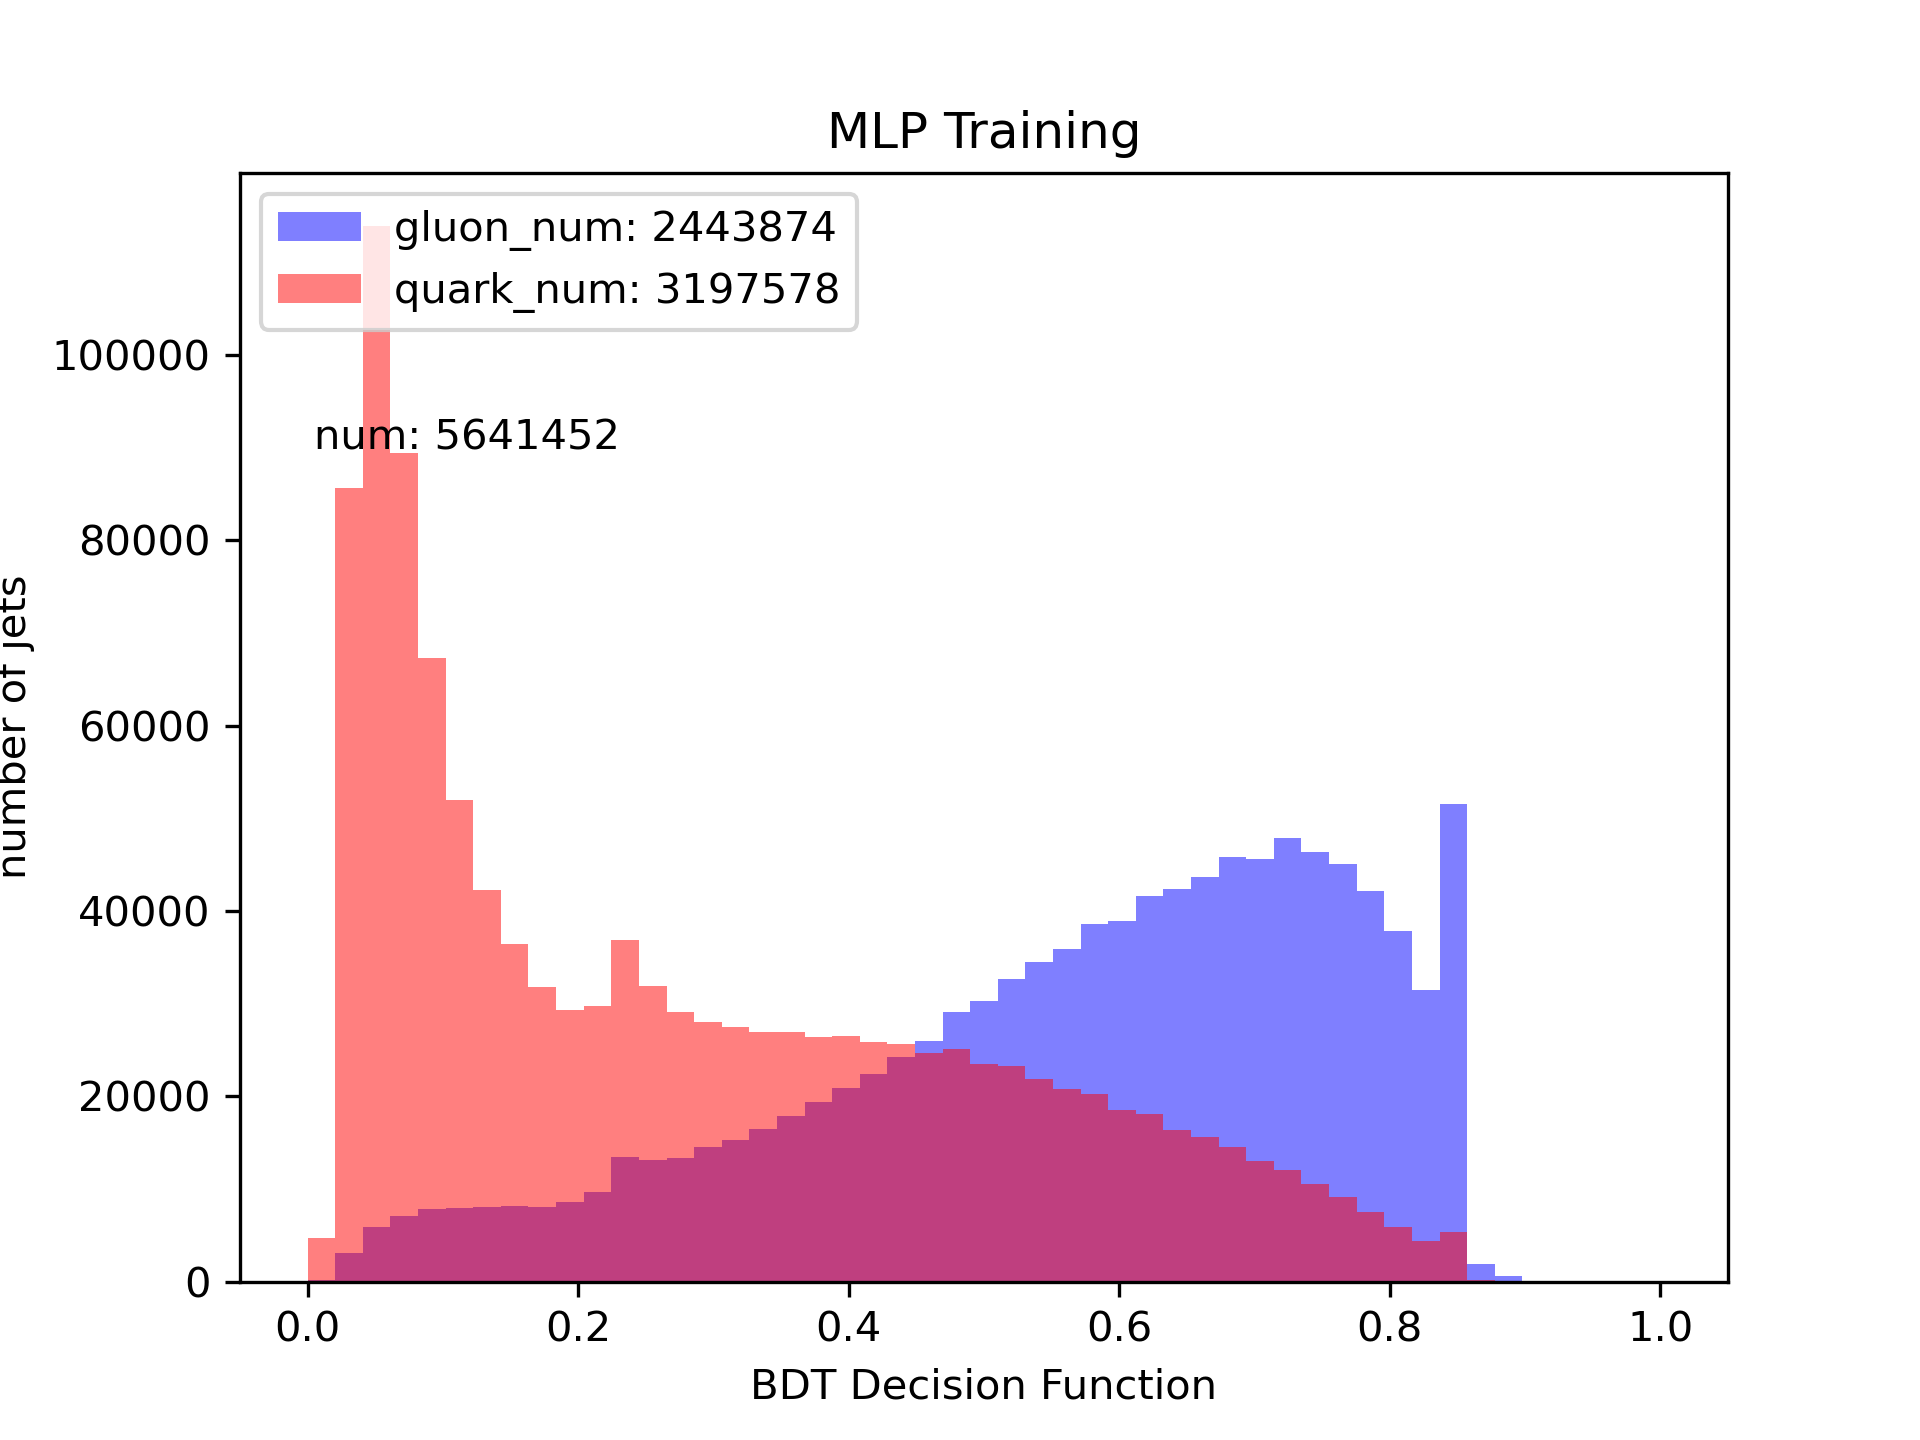 MLP Training
gluon_num: 2443874
quark_num: 3197578
num: 5641452
number of jets
100000
80000
60000
40000
20000
0
0.0 0.2 0.4 0.6 0.8 1.0
BDT Decision Function